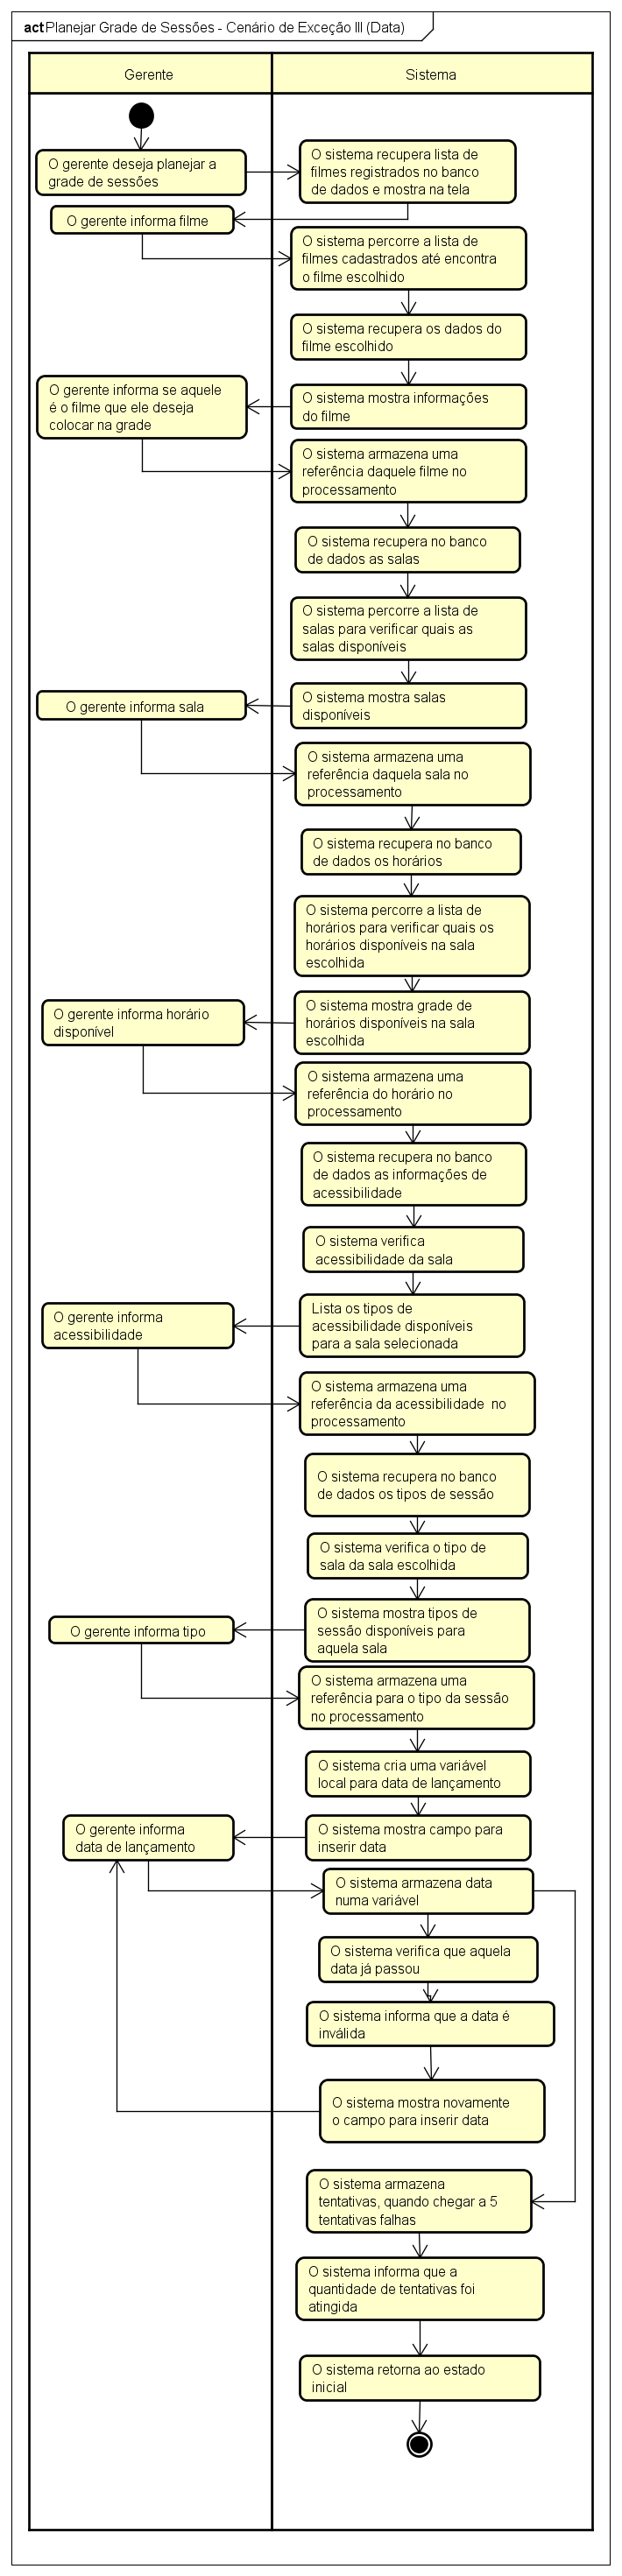 act Planejar Grade de Sessões - Cenário de Exceção III (Data)
Gerente
Sistema
O gerente deseja planejar a
grade de sessões
O sistema recupera lista de
filmes registrados no banco
de dados e mostra na tela
O gerente informa filme
O sistema percorre a lista de
filmes cadastrados até encontra
o filme escolhido
O sistema recupera os dados do
filme escolhido
O sistema mostra informações
do filme
O gerente informa se aquele
é o filme que ele deseja
colocar na grade
O sistema armazena uma
referência daquele filme no
processamento
O sistema recupera no banco
de dados as salas
O sistema percorre a lista de
salas para verificar quais as
salas disponíveis
O sistema mostra salas
disponíveis
O gerente informa sala
O sistema armazena uma
referência daquela sala no
processamento
O sistema recupera no banco
de dados os horários
O sistema percorre a lista de
horários para verificar quais os
horários disponíveis na sala
escolhida
O sistema mostra grade de
horários disponíveis na sala
escolhida
O gerente informa horário
disponível
O sistema armazena uma
referência do horário no
processamento
O sistema recupera no banco
de dados as informações de
acessibilidade
O sistema verifica
acessibilidade da sala
Lista os tipos de
acessibilidade disponíveis
para a sala selecionada
O gerente informa
acessibilidade
O sistema armazena uma
referência da acessibilidade no
processamento
O sistema recupera no banco
de dados os tipos de sessão
O sistema verifica o tipo de
sala da sala escolhida
O sistema mostra tipos de
sessão disponíveis para
aquela sala
O gerente informa tipo
O sistema armazena uma
referência para o tipo da sessão
no processamento
O sistema cria uma variável
local para data de lançamento
O sistema mostra campo para
inserir data
O gerente informa
data de lançamento
O sistema armazena data
numa variável
O sistema verifica que aquela
data já passou
O sistema informa que a data é
inválida
O sistema mostra novamente
o campo para inserir data
O sistema armazena
tentativas, quando chegar a 5
tentativas falhas
O sistema informa que a
quantidade de tentativas foi
atingida
O sistema retorna ao estado
inicial